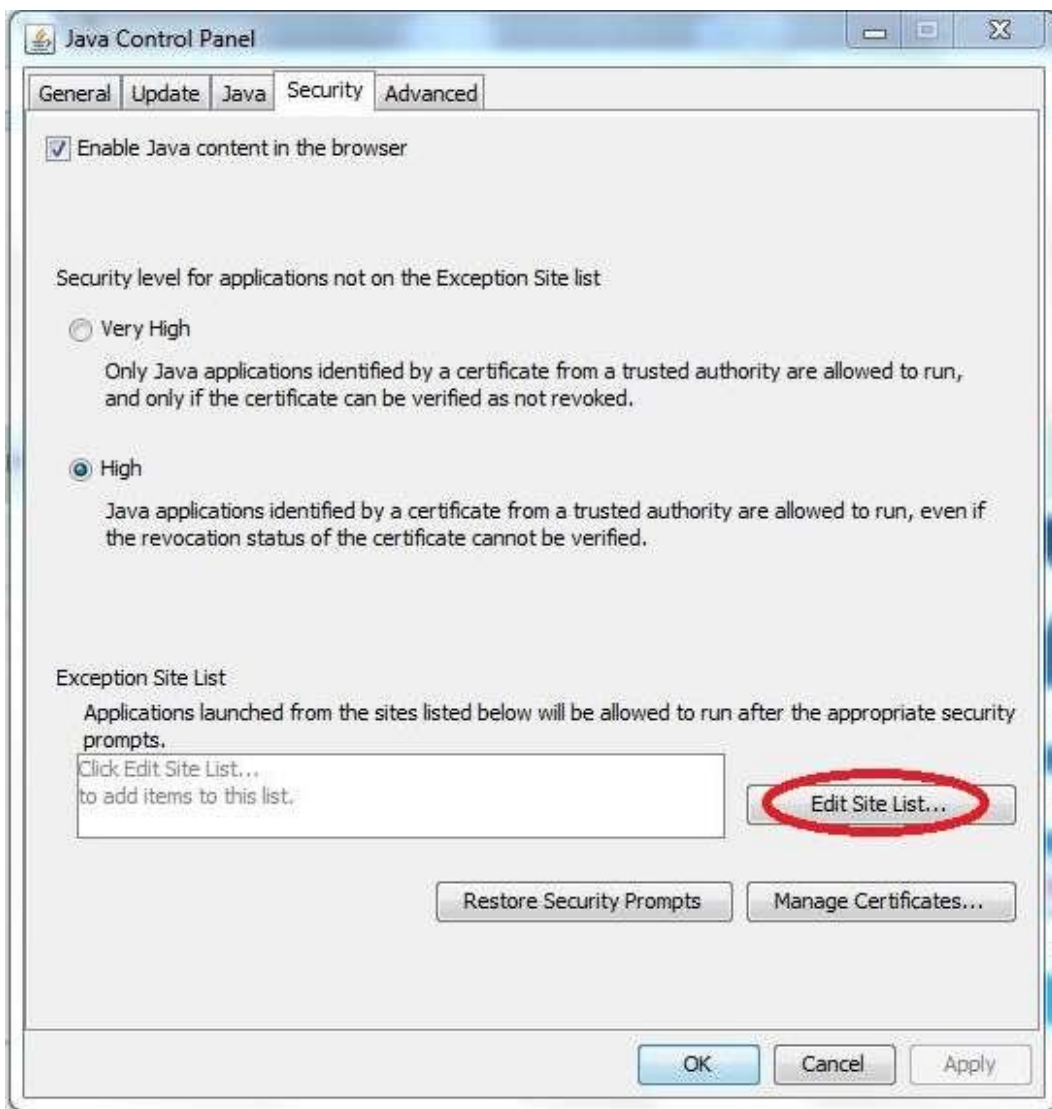 Java Control Panel
General Update Java Security Advanced
Enable Java content in the browser
Security level for applications not on the Exception Site list
Very High
Only Java applications identified by a certificate from a trusted authority are allowed to run,
and only if the certificate can be verified as not revoked.
High
Java applications identified by a certificate from a trusted authority are allowed to run, even if
the revocation status of the certificate cannot be verified.
Exception Site List
Applications launched from the sites listed below will be allowed to run after the appropriate security
prompts.
Click Edit Site List...
to add items to this list.
Edit Site List...
Restore Security Prompts Manage Certificates...
OK Cancel Apply